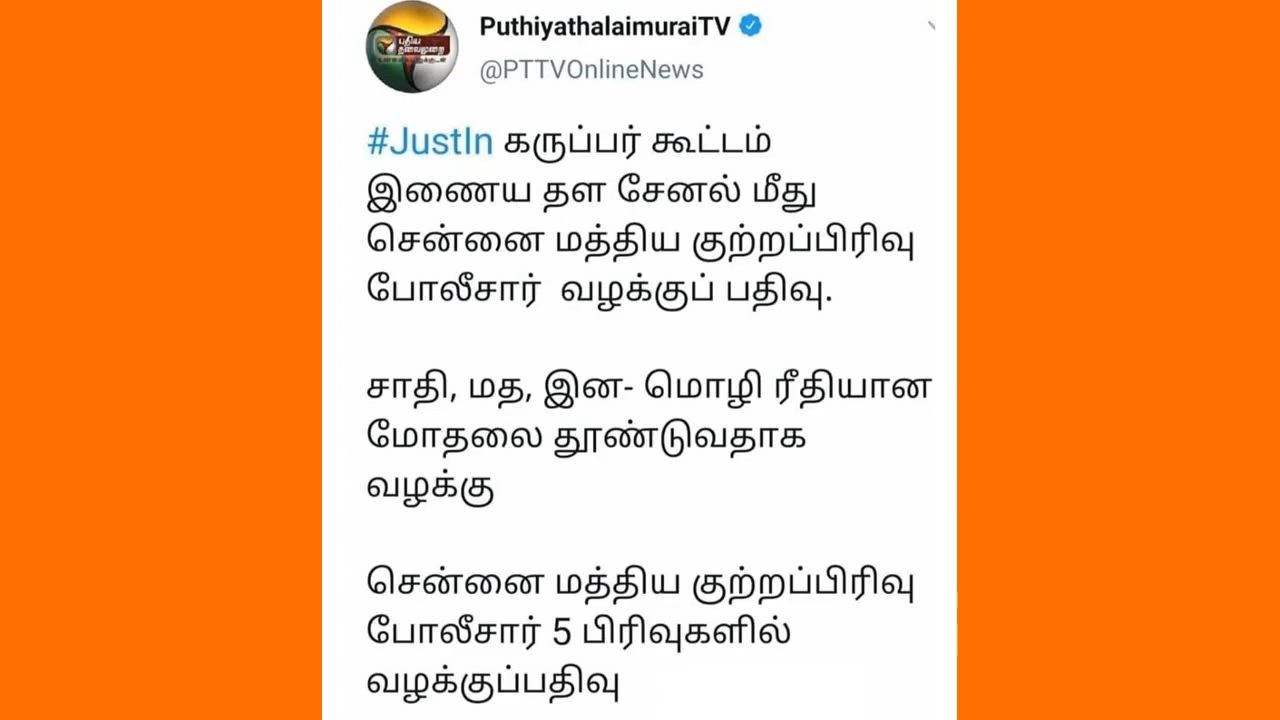 PuthiyathalaimuraiTV
@PTTVOnlineNews
#JustIn கருப்பர் கூட்டம்
இணைய தள சேனல் மீது
சென்னை மத்திய குற்றப்பிரிவு
போலீசார் வழக்குப் பதிவு.
சாதி, மத, இன- மொழி ரீதியான
மோதலை தூண்டுவதாக
வழக்கு
சென்னை மத்திய குற்றப்பிரிவு
போலீசார் 5 பிரிவுகளில்
வழக்குப்பதிவு